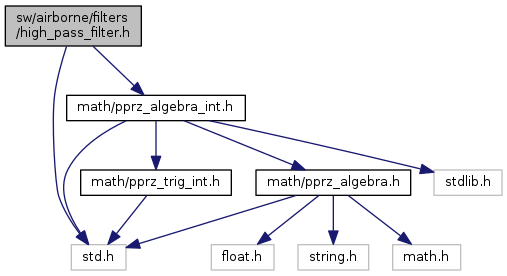 sw/airborne/filters
/high_pass_filter.h
math/pprz_algebra_int.h
math/pprz_trig_int.h
math/pprz_algebra.h
stdlib.h
std.h
float.h
string.h
math.h